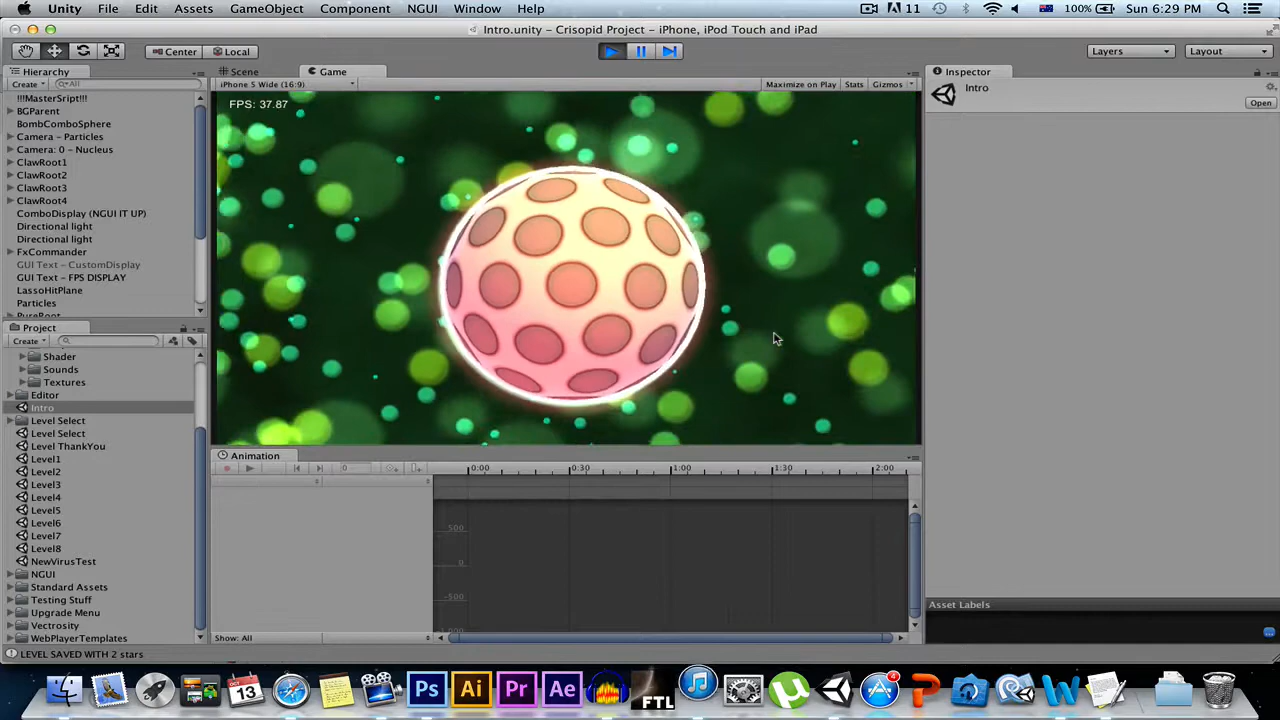 Unity File Edit Assets GameObject Component NGUI Window Help 11 100% Sun 6:29 PM
Intro.unity - Crisopid Project - iPhone, iPod Touch and iPad
Center Local Layers Layout
Hierarchy Scene Game Inspector
Create All iPhone 5 Wide (16:9) Maximize on Play Stats Gizmos Intro
Open
FPS: 37.87
!!!MasterSript!!!
BGParent
BombComboSphere
Camera - Particles
Camera: 0 - Nucleus
ClawRoot1
ClawRoot2
ClawRoot3
ClawRoot4
ComboDisplay (NGUI IT UP)
Directional light
Directional light
FxCommander
GUI Text - CustomDisplay
GUI Text - FPS DISPLAY
LassoHitPlane
Particles
Project
Create
Shader
Sounds
Textures
Editor
Intro
Level Select
Level Select
Level ThankYou
Level1
Level2
Level3
Level4
Level5
Level6
Level7
Level8
NewVirusTest
NGUI
Standard Assets
Testing Stuff
Upgrade Menu
Vectrosity
WebPlayerTemplates
Animation
0 0:00 0:30 1:00 1:30 2:00
500
0
-500
Show: All
Asset Labels
LEVEL SAVED WITH 2 stars
OCT 13 Ps Ai Pr Ae FTL 4